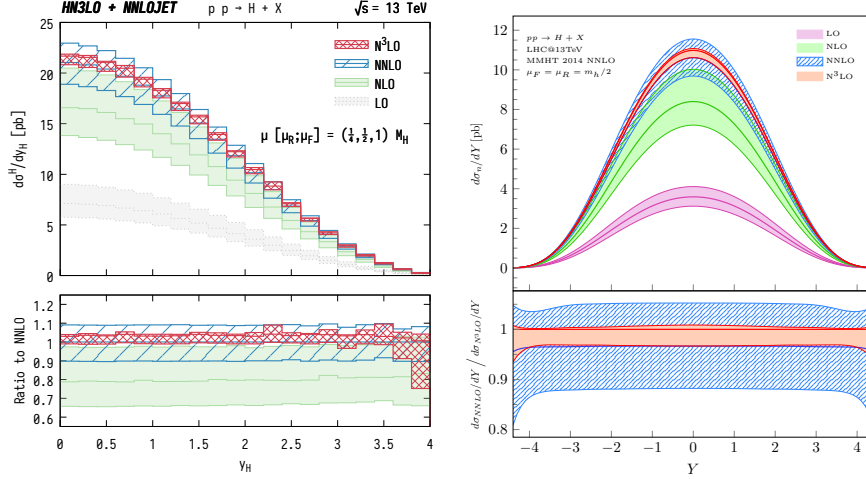 HN3LO + NNLOJET p p → H + X √s = 13 TeV
N³LO
NNLO
NLO
LO
μ [μ_R;μ_F] = (¼,½,1) M_H
dσ^H/dy_H [pb]
25
20
15
10
5
0
Ratio to NNLO
1.2
1.1
1
0.9
0.8
0.7
0.6
0 0.5 1 1.5 2 2.5 3 3.5 4
y_H
pp → H + X
LHC@13TeV
MMHT 2014 NNLO
μ_F = μ_R = m_h/2
LO
NLO
NNLO
N³LO
dσ_n/dY [pb]
12
10
8
6
4
2
0
dσ_NNLO/dY / dσ_N³LO/dY
1
0.9
0.8
−4 −3 −2 −1 0 1 2 3 4
Y